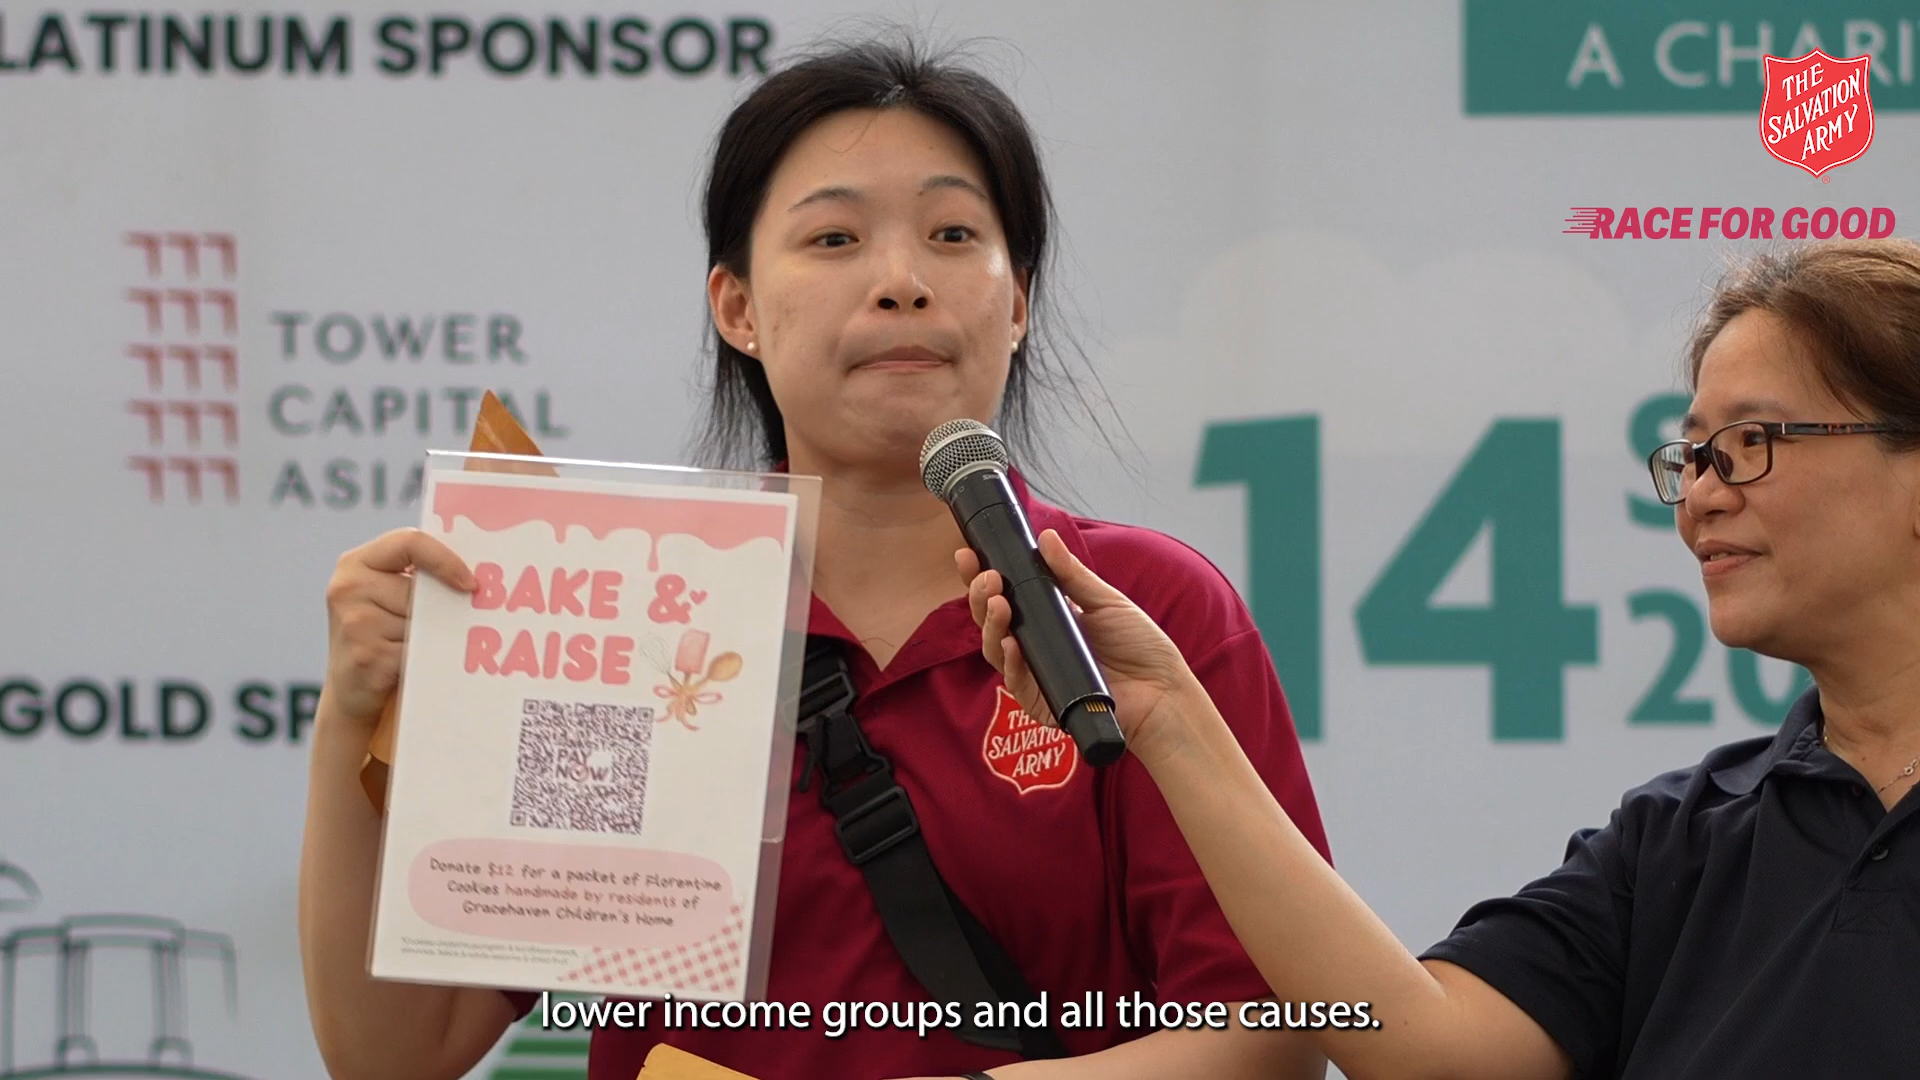 LATINUM SPONSOR
A CHARI
THE
SALVATION
ARMY
RACE FOR GOOD
TOWER
CAPITAL
ASIA
14
20
GOLD SP
BAKE &
RAISE
PAY
NOW
Donate $12 for a packet of Florentine
Cookies handmade by residents of
Gracehaven Children's Home
THE
SALVATION
ARMY
lower income groups and all those causes.